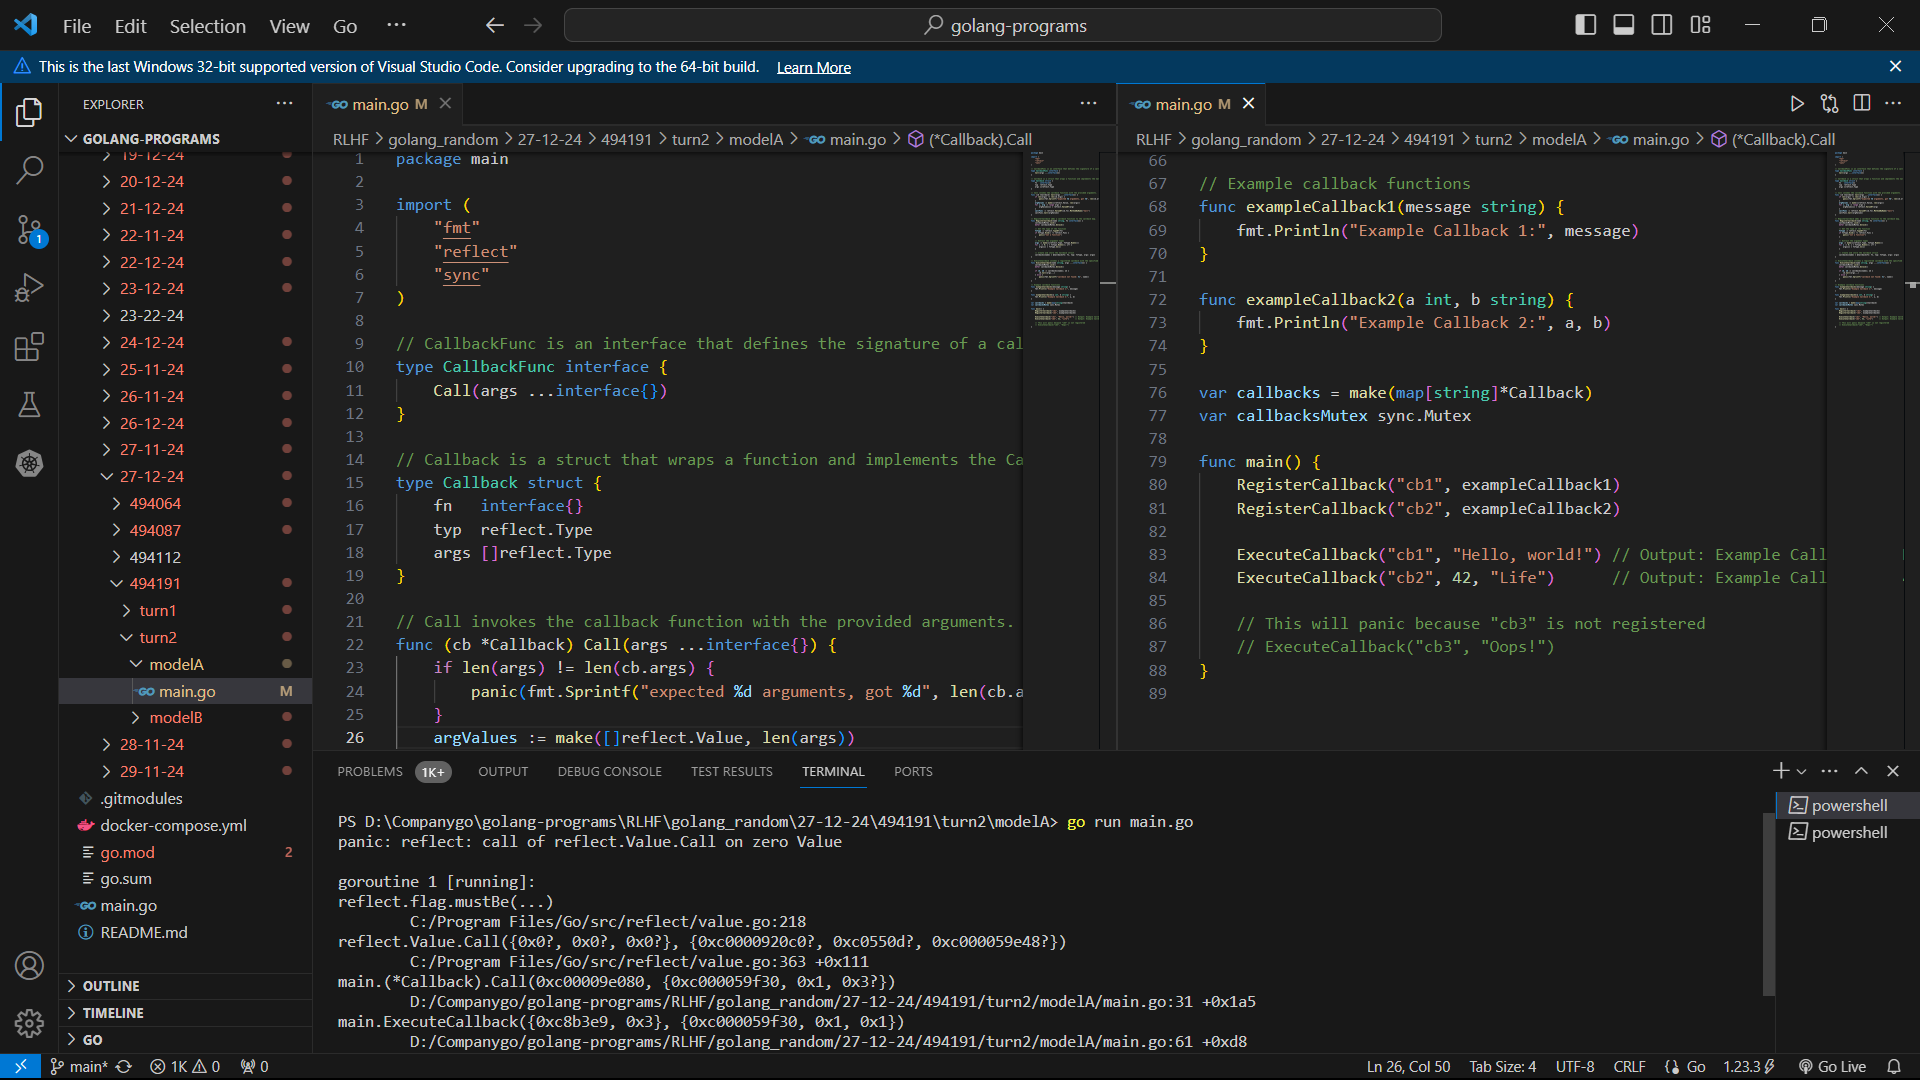 File Edit Selection View Go ···
golang-programs
This is the last Windows 32-bit supported version of Visual Studio Code. Consider upgrading to the 64-bit build. Learn More
EXPLORER
GOLANG-PROGRAMS
19-12-24
20-12-24
21-12-24
22-11-24
22-12-24
23-12-24
23-22-24
24-12-24
25-11-24
26-11-24
26-12-24
27-11-24
27-12-24
494064
494087
494112
494191
turn1
turn2
modelA
main.go M
modelB
28-11-24
29-11-24
.gitmodules
docker-compose.yml
go.mod 2
go.sum
main.go
README.md
OUTLINE
TIMELINE
GO
1
main.go M
RLHF > golang_random > 27-12-24 > 494191 > turn2 > modelA > main.go > (*Callback).Call
1 package main
2
3 import (
4 "fmt"
5 "reflect"
6 "sync"
7 )
8
9 // CallbackFunc is an interface that defines the signature of a cal
10 type CallbackFunc interface {
11 Call(args ...interface{})
12 }
13
14 // Callback is a struct that wraps a function and implements the Ca
15 type Callback struct {
16 fn interface{}
17 typ reflect.Type
18 args []reflect.Type
19 }
20
21 // Call invokes the callback function with the provided arguments.
22 func (cb *Callback) Call(args ...interface{}) {
23 if len(args) != len(cb.args) {
24 panic(fmt.Sprintf("expected %d arguments, got %d", len(cb.a
25 }
26 argValues := make([]reflect.Value, len(args))
main.go M
RLHF > golang_random > 27-12-24 > 494191 > turn2 > modelA > main.go > (*Callback).Call
66
67 // Example callback functions
68 func exampleCallback1(message string) {
69 fmt.Println("Example Callback 1:", message)
70 }
71
72 func exampleCallback2(a int, b string) {
73 fmt.Println("Example Callback 2:", a, b)
74 }
75
76 var callbacks = make(map[string]*Callback)
77 var callbacksMutex sync.Mutex
78
79 func main() {
80 RegisterCallback("cb1", exampleCallback1)
81 RegisterCallback("cb2", exampleCallback2)
82
83 ExecuteCallback("cb1", "Hello, world!") // Output: Example Call
84 ExecuteCallback("cb2", 42, "Life") // Output: Example Call
85
86 // This will panic because "cb3" is not registered
87 // ExecuteCallback("cb3", "Oops!")
88 }
89
PROBLEMS 1K+ OUTPUT DEBUG CONSOLE TEST RESULTS TERMINAL PORTS
PS D:\Companygo\golang-programs\RLHF\golang_random\27-12-24\494191\turn2\modelA> go run main.go
panic: reflect: call of reflect.Value.Call on zero Value
goroutine 1 [running]:
reflect.flag.mustBe(...)
C:/Program Files/Go/src/reflect/value.go:218
reflect.Value.Call({0x0?, 0x0?, 0x0?}, {0xc0000920c0?, 0xc0550d?, 0xc000059e48?})
C:/Program Files/Go/src/reflect/value.go:363 +0x111
main.(*Callback).Call(0xc00009e080, {0xc000059f30, 0x1, 0x3?})
D:/Companygo/golang-programs/RLHF/golang_random/27-12-24/494191/turn2/modelA/main.go:31 +0x1a5
main.ExecuteCallback({0xc8b3e9, 0x3}, {0xc000059f30, 0x1, 0x1})
D:/Companygo/golang-programs/RLHF/golang_random/27-12-24/494191/turn2/modelA/main.go:61 +0xd8
powershell
powershell
main* 1K 0 0 Ln 26, Col 50 Tab Size: 4 UTF-8 CRLF Go 1.23.3 Go Live